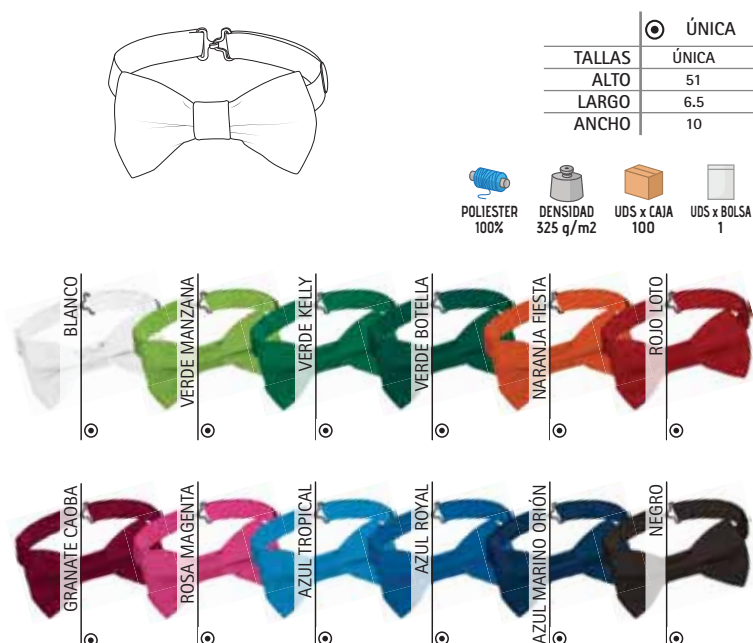 ÚNICA
TALLAS ÚNICA
ALTO 51
LARGO 6.5
ANCHO 10
POLIESTER 100%
DENSIDAD 325 g/m2
UDS x CAJA 100
UDS x BOLSA 1
BLANCO
VERDE MANZANA
VERDE KELLY
VERDE BOTELLA
NARANJA FIESTA
ROJO LOTO
GRANATE CAOBA
ROSA MAGENTA
AZUL TROPICAL
AZUL ROYAL
AZUL MARINO ORIÓN
NEGRO